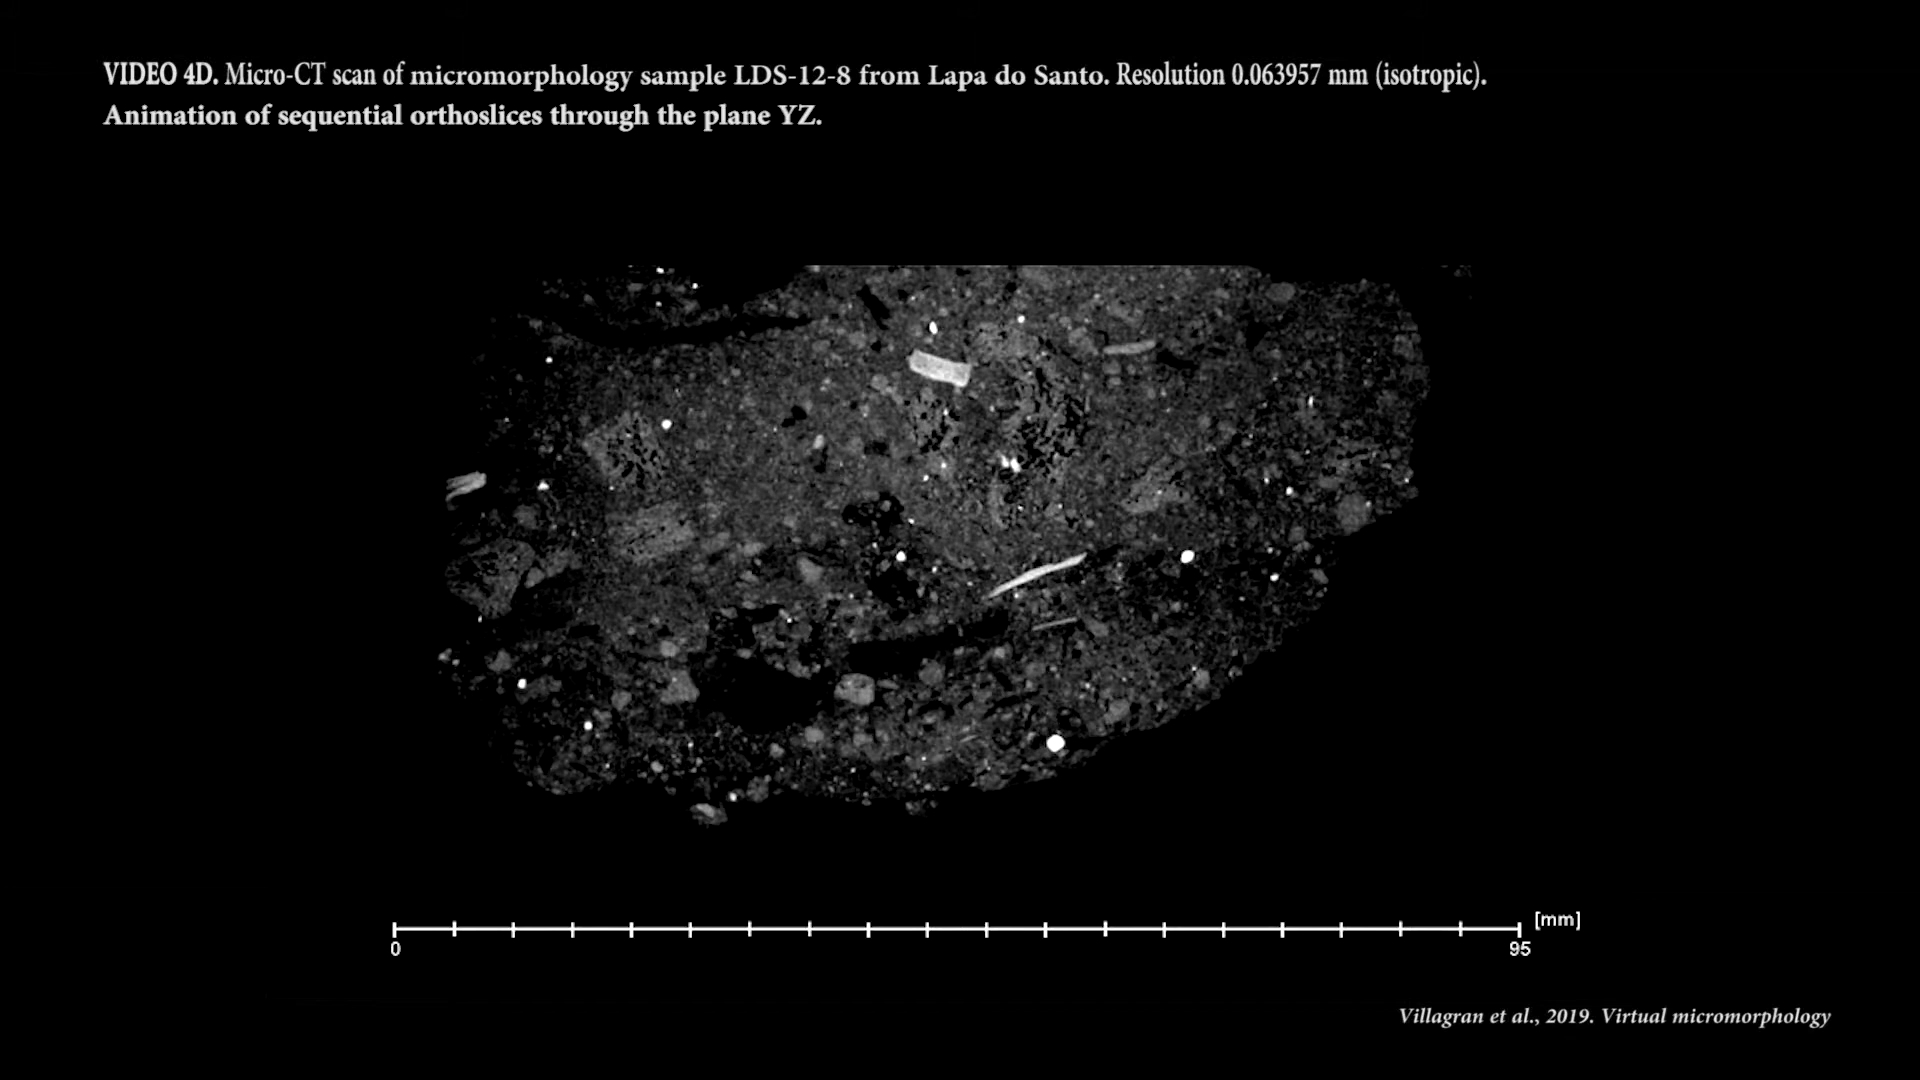 VIDEO 4D. Micro-CT scan of micromorphology sample LDS-12-8 from Lapa do Santo. Resolution 0.063957 mm (isotropic).
Animation of sequential orthoslices through the plane YZ.
[mm]
0 95
Villagran et al., 2019. Virtual micromorphology